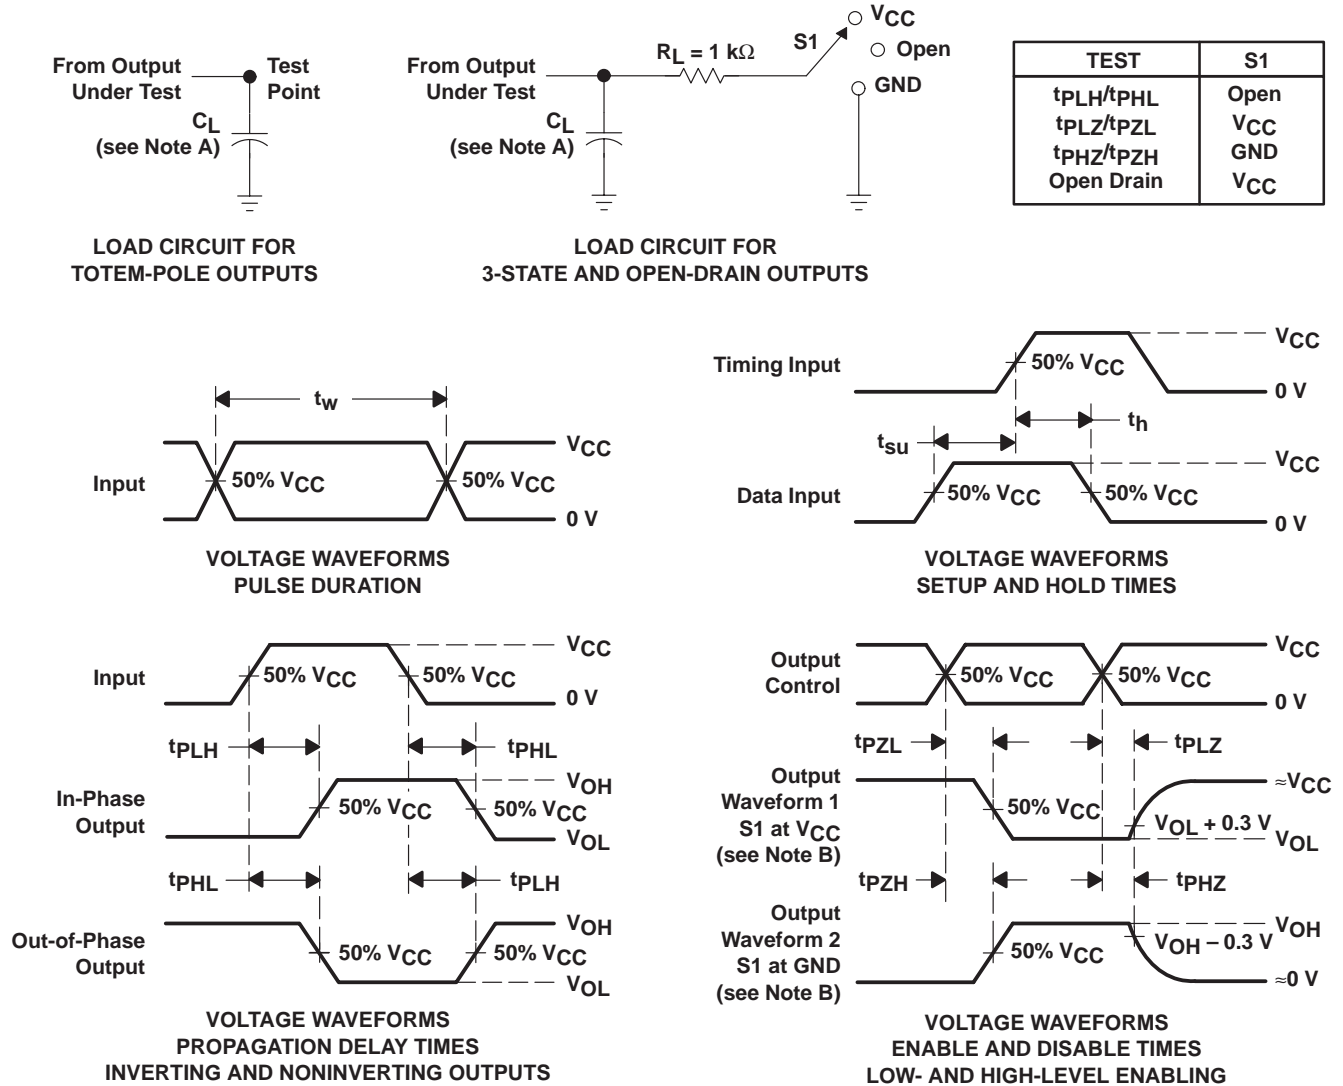 From Output
Under Test
Test
Point
CL
(see Note A)
LOAD CIRCUIT FOR
TOTEM-POLE OUTPUTS
From Output
Under Test
RL = 1 kΩ
S1
VCC
Open
GND
CL
(see Note A)
LOAD CIRCUIT FOR
3-STATE AND OPEN-DRAIN OUTPUTS
TEST S1
tPLH/tPHL Open
tPLZ/tPZL VCC
tPHZ/tPZH GND
Open Drain VCC
tw
Input
50% VCC
50% VCC
VCC
0 V
VOLTAGE WAVEFORMS
PULSE DURATION
Timing Input
50% VCC
VCC
0 V
tsu
th
Data Input
50% VCC
50% VCC
VCC
0 V
VOLTAGE WAVEFORMS
SETUP AND HOLD TIMES
Input
50% VCC
50% VCC
VCC
0 V
tPLH
tPHL
In-Phase
Output
50% VCC
50% VCC
VOH
VOL
tPHL
tPLH
Out-of-Phase
Output
50% VCC
50% VCC
VOH
VOL
VOLTAGE WAVEFORMS
PROPAGATION DELAY TIMES
INVERTING AND NONINVERTING OUTPUTS
Output
Control
50% VCC
50% VCC
VCC
0 V
tPZL
tPLZ
Output
Waveform 1
S1 at VCC
(see Note B)
50% VCC
VOL + 0.3 V
≈VCC
VOL
tPZH
tPHZ
Output
Waveform 2
S1 at GND
(see Note B)
50% VCC
VOH − 0.3 V
VOH
≈0 V
VOLTAGE WAVEFORMS
ENABLE AND DISABLE TIMES
LOW- AND HIGH-LEVEL ENABLING